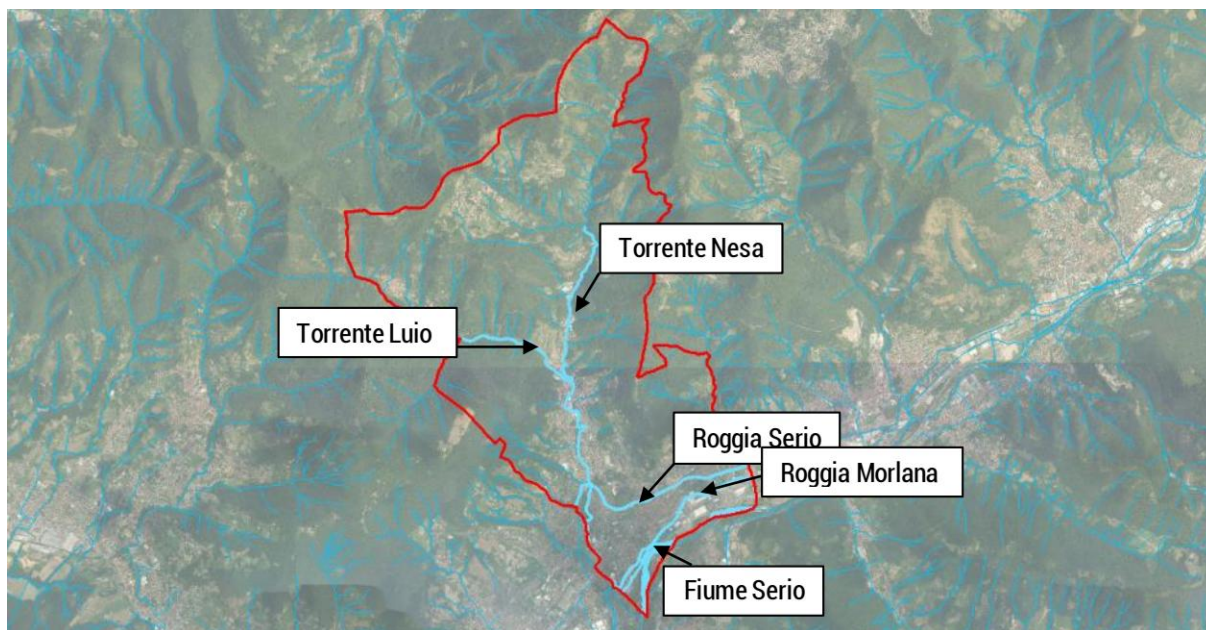 Torrente Nesa
Torrente Luio
Roggia Serio
Roggia Morlana
Fiume Serio